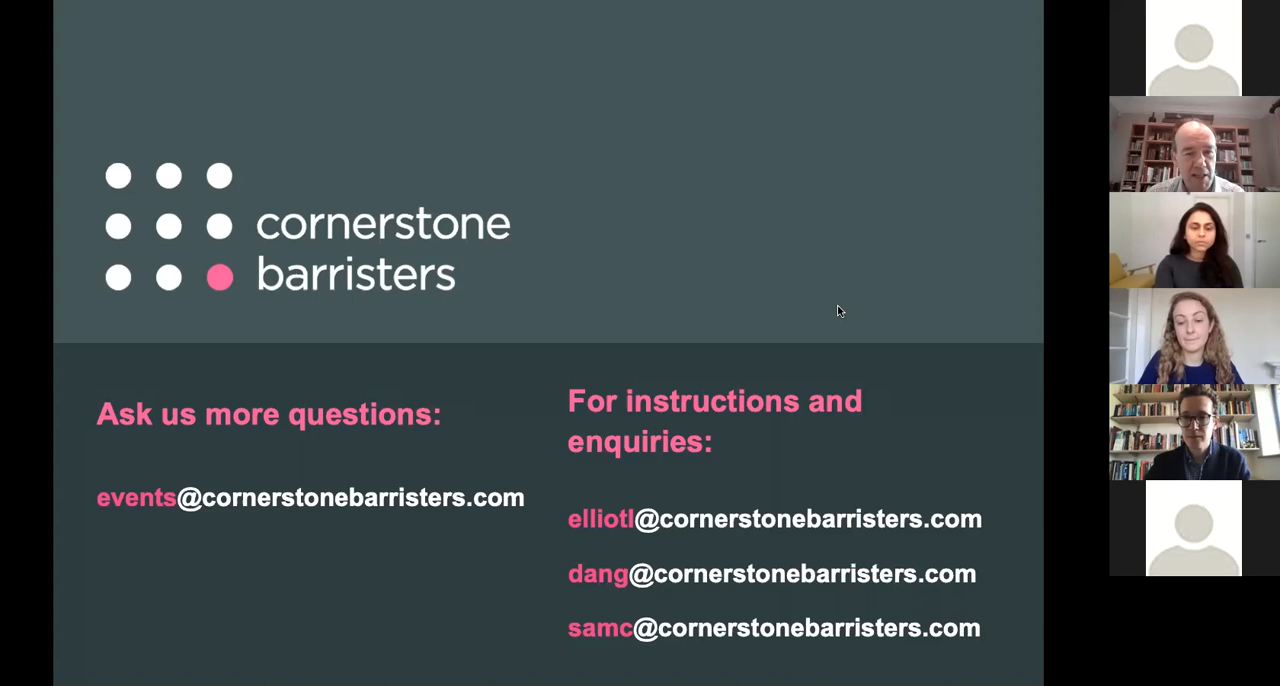 cornerstone
barristers
Ask us more questions:
events@cornerstonebarristers.com
For instructions and
enquiries:
elliotl@cornerstonebarristers.com
dang@cornerstonebarristers.com
samc@cornerstonebarristers.com